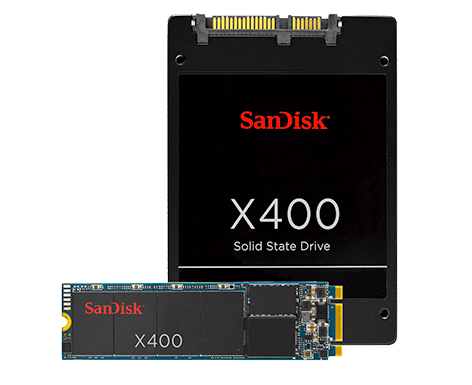 SanDisk
X400
Solid State Drive
SanDisk
X400